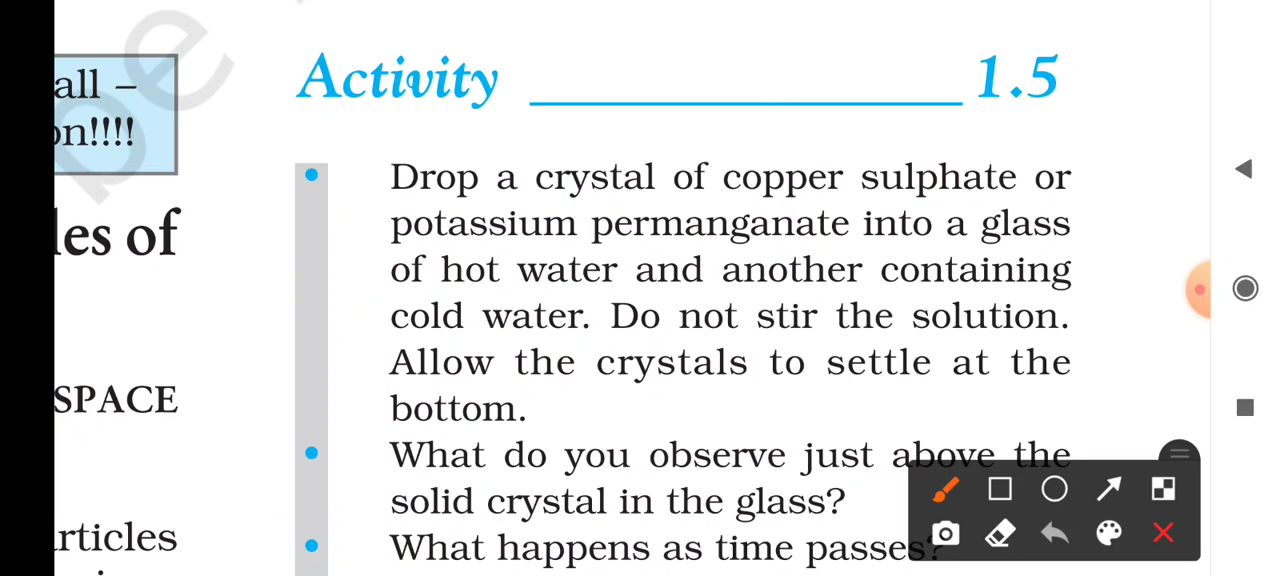 all –
on!!!!
les of
SPACE
articles
Activity 1.5
• Drop a crystal of copper sulphate or
potassium permanganate into a glass
of hot water and another containing
cold water. Do not stir the solution.
Allow the crystals to settle at the
bottom.
• What do you observe just above the
solid crystal in the glass?
• What happens as time passes?